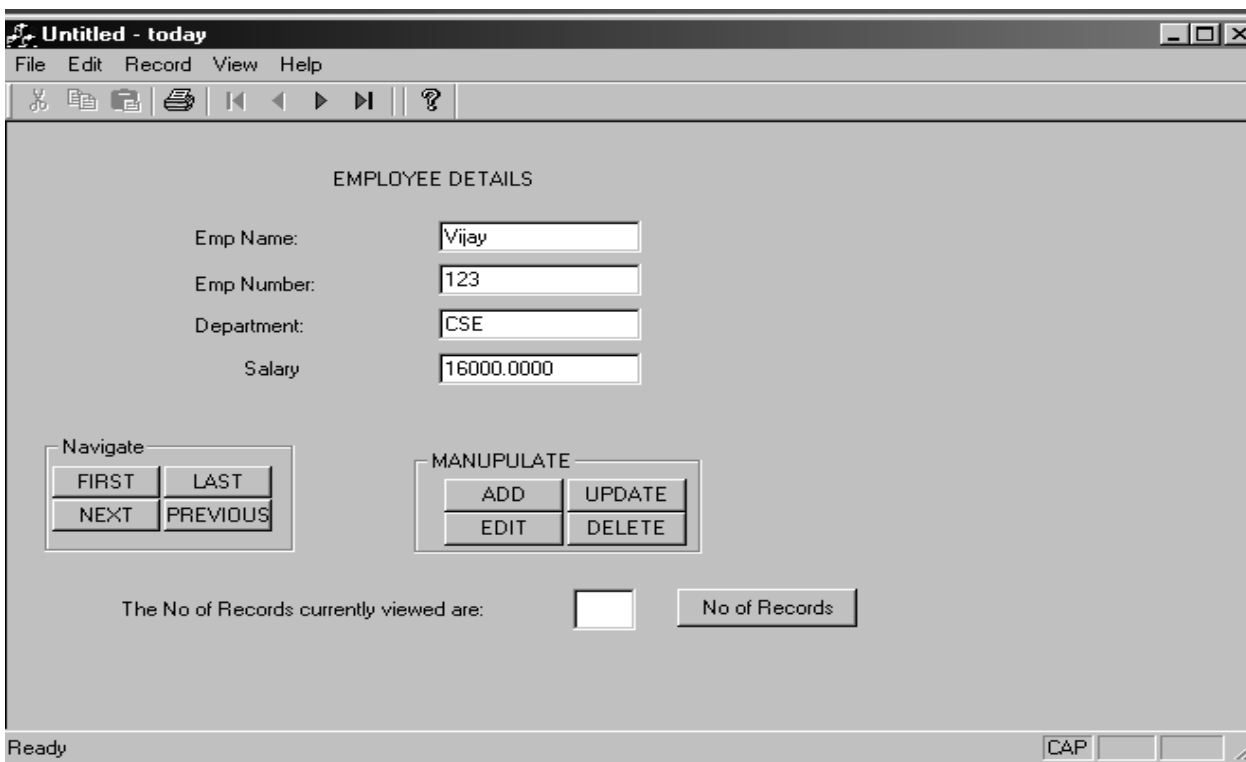 Untitled - today
File Edit Record View Help
EMPLOYEE DETAILS
Emp Name: Vijay
Emp Number: 123
Department: CSE
Salary 16000.0000
Navigate
FIRST LAST
NEXT PREVIOUS
MANUPULATE
ADD UPDATE
EDIT DELETE
The No of Records currently viewed are: No of Records
Ready CAP